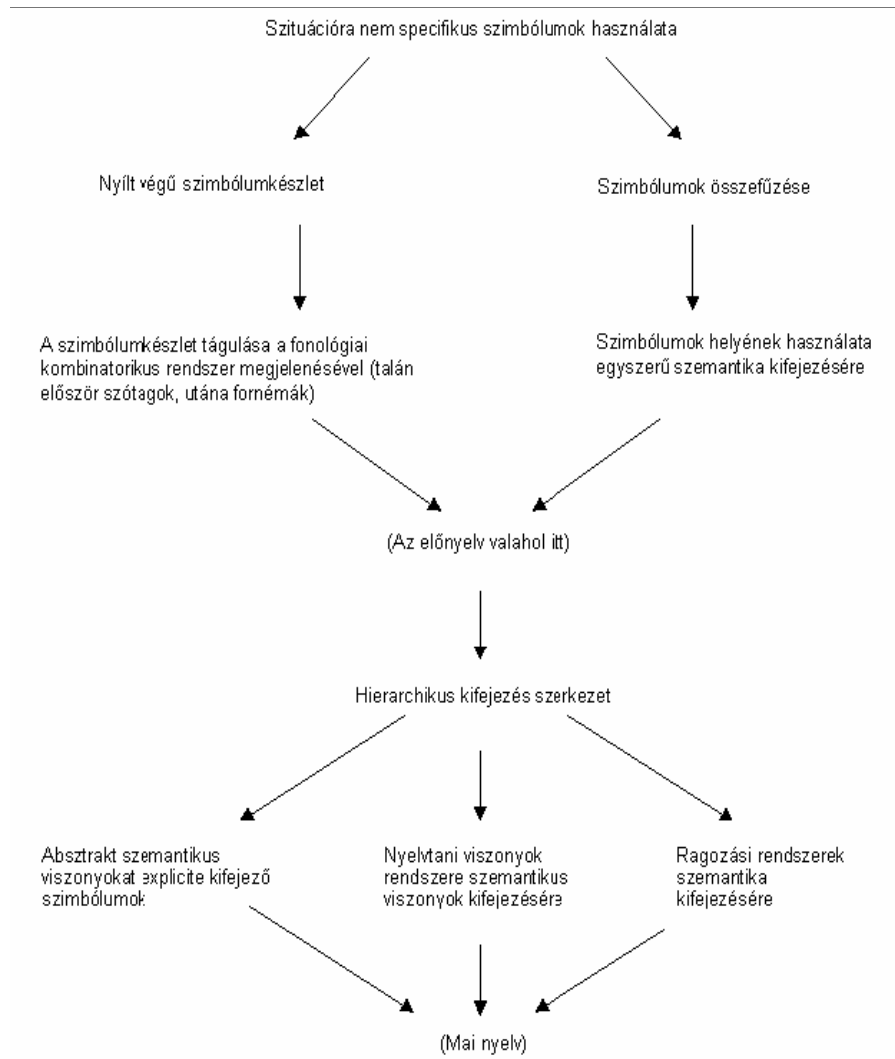 Szituációra nem specifikus szimbólumok használata
Nyílt végű szimbólumkészlet
Szimbólumok összefűzése
A szimbólumkészlet tágulása a fonológiai
kombinatorikus rendszer megjelenésével (talán
először szótagok, utána fornémák)
Szimbólumok helyének használata
egyszerű szemantika kifejezésére
(Az előnyelv valahol itt)
Hierarchikus kifejezés szerkezet
Absztrakt szemantikus
viszonyokat explicite kifejező
szimbólumok
Nyelvtani viszonyok
rendszere szemantikus
viszonyok kifejezésére
Ragozási rendszerek
szemantika
kifejezésére
(Mai nyelv)